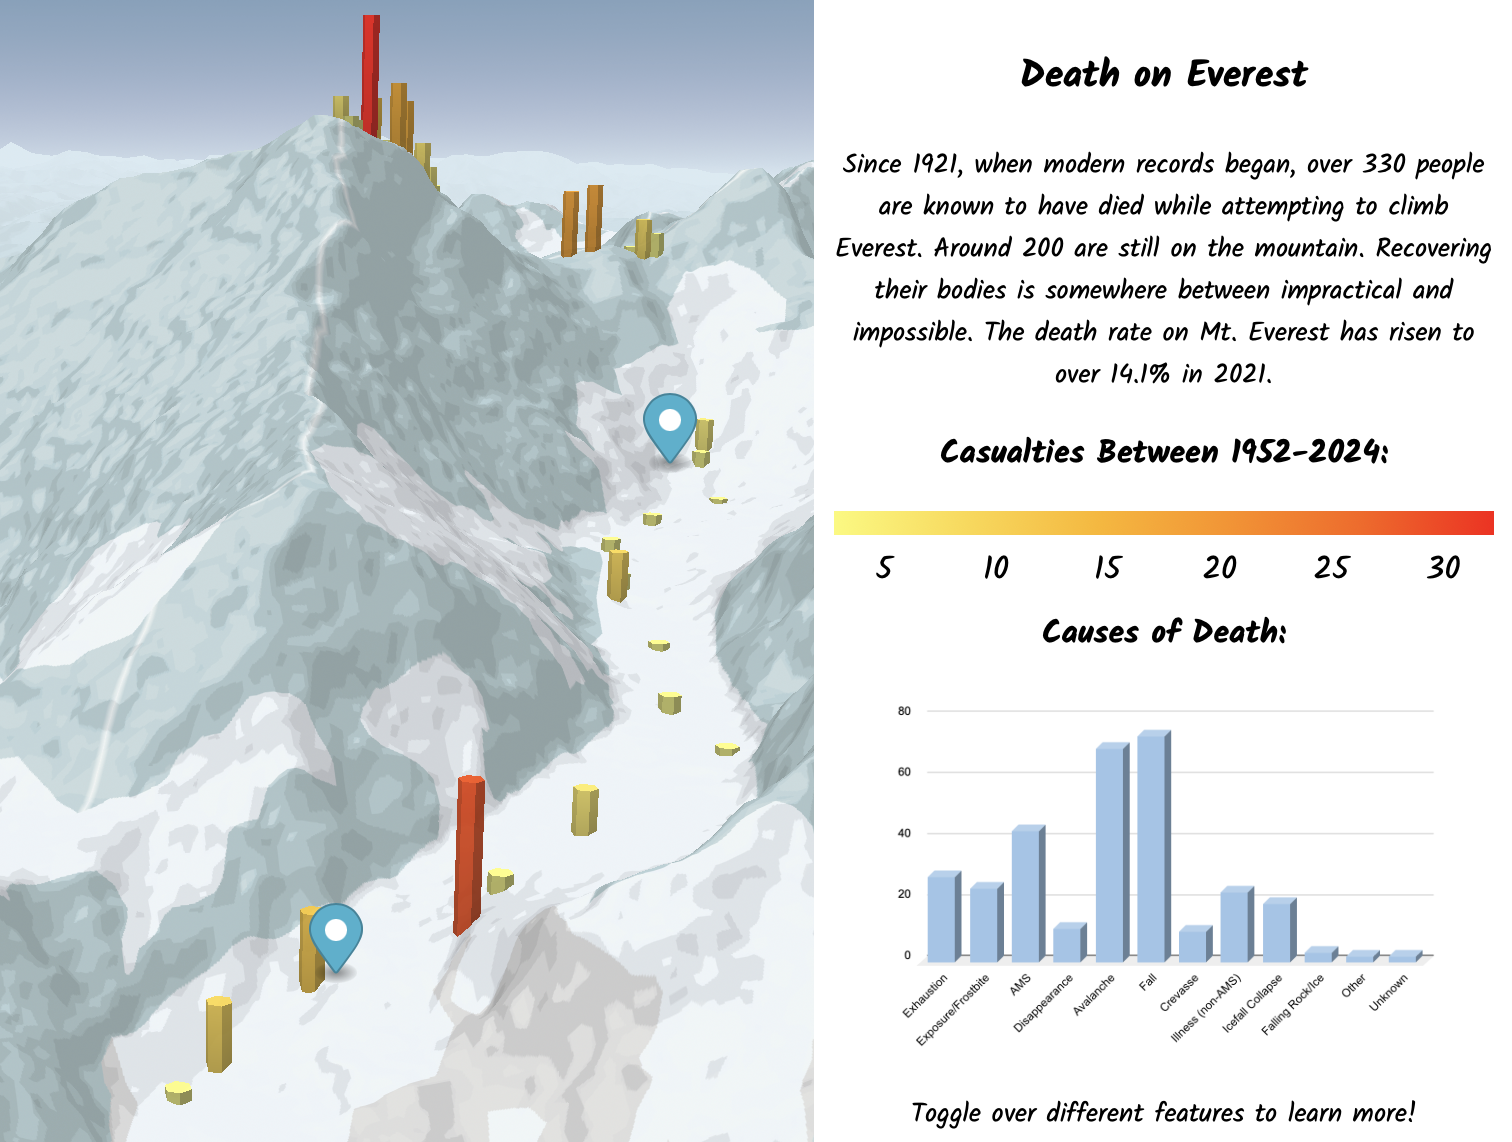 Death on Everest
Since 1921, when modern records began, over 330 people
are known to have died while attempting to climb
Everest. Around 200 are still on the mountain. Recovering
their bodies is somewhere between impractical and
impossible. The death rate on Mt. Everest has risen to
over 14.1% in 2021.
Casualties Between 1952-2024:
5 10 15 20 25 30
Causes of Death:
80
60
40
20
0
Exhaustion
Exposure/Frostbite
AMS
Disappearance
Avalanche
Fall
Crevasse
Illness (non-AMS)
Icefall Collapse
Falling Rock/Ice
Other
Unknown
Toggle over different features to learn more!